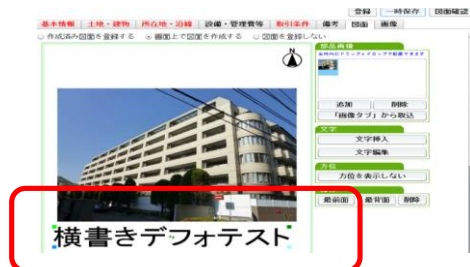 登録 一時保存 図面確認
基本情報 土地・建物 所在地・沿線 設備・管理費等 取引条件 備考 図面 画像
作成済み図面を登録する 画面上で図面を作成する 図面を登録しない
部品画像
追加 削除
「画像タブ」から取込
文字
文字挿入
文字編集
方位
方位を表示しない
最前面 最背面 削除
横書きデフォテスト